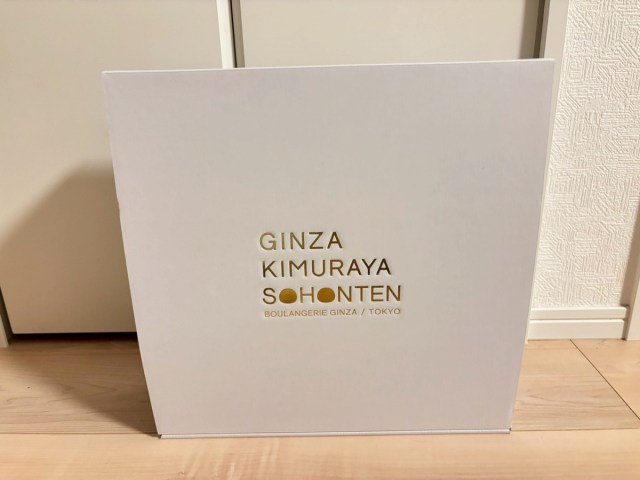 GINZA
KIMURAYA
SOHONTEN
BOULANGERIE GINZA / TOKYO